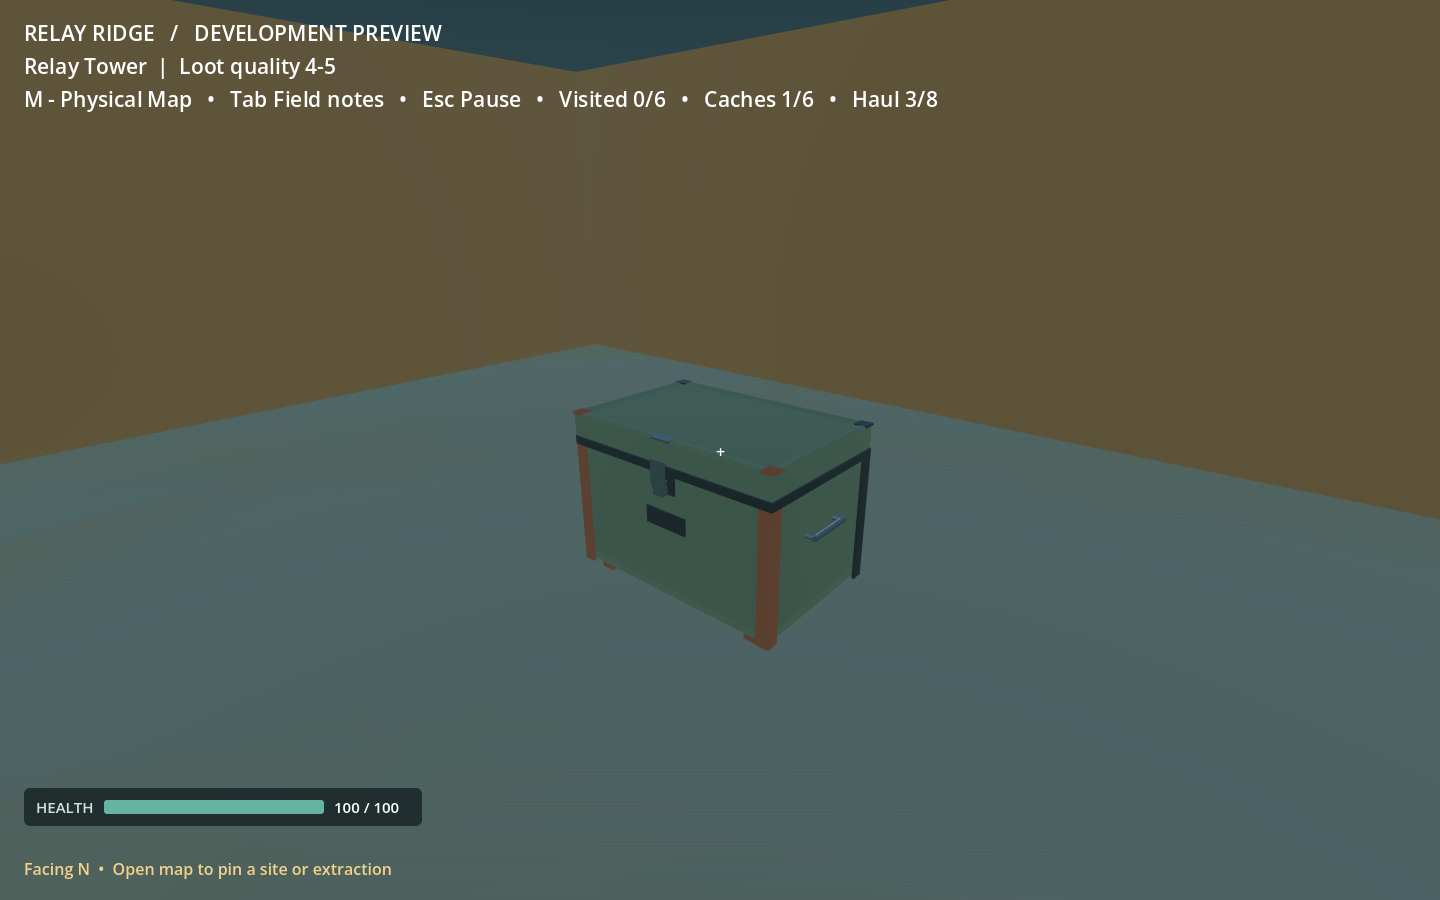 RELAY RIDGE / DEVELOPMENT PREVIEW
Relay Tower | Loot quality 4-5
M - Physical Map • Tab Field notes • Esc Pause • Visited 0/6 • Caches 1/6 • Haul 3/8
HEALTH 100 / 100
Facing N • Open map to pin a site or extraction